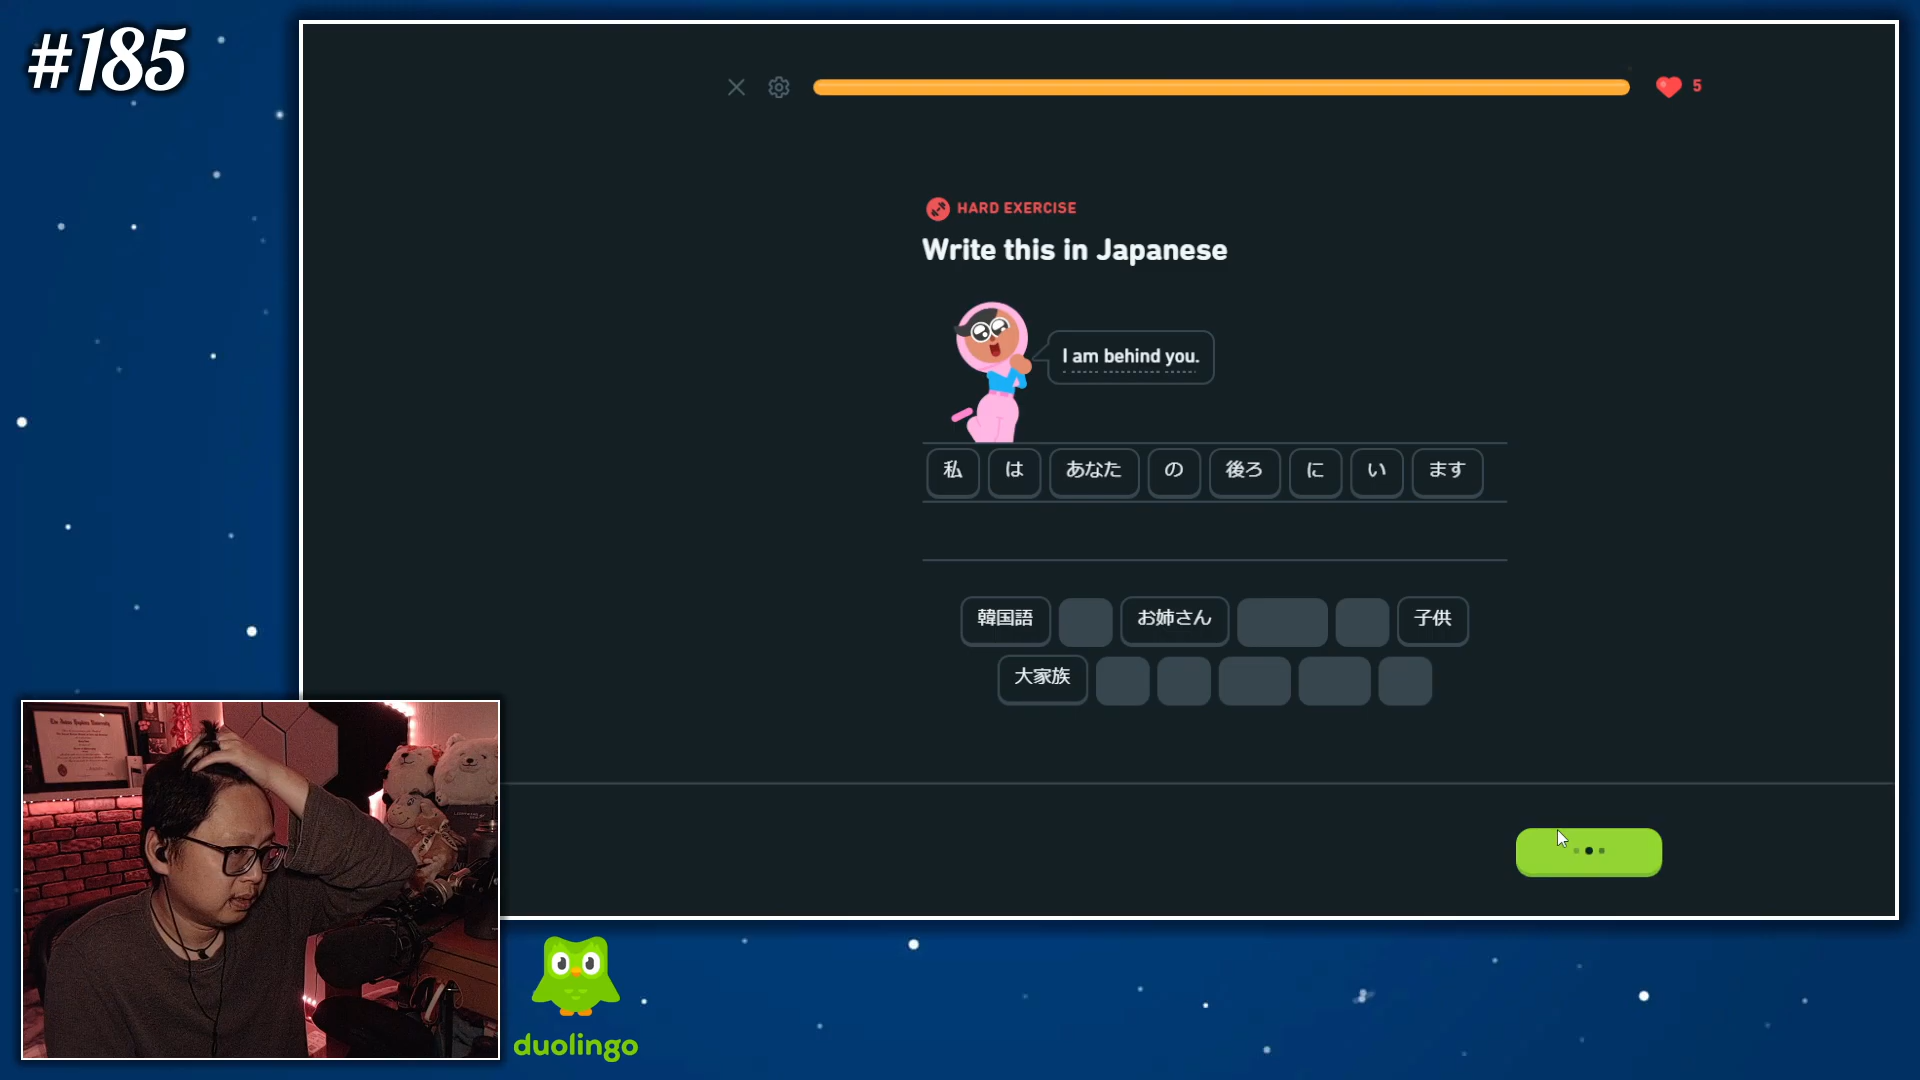 #185
5
HARD EXERCISE
Write this in Japanese
I am behind you.
私 は あなた の 後ろ に い ます
韓国語 お姉さん 子供
大家族
duolingo